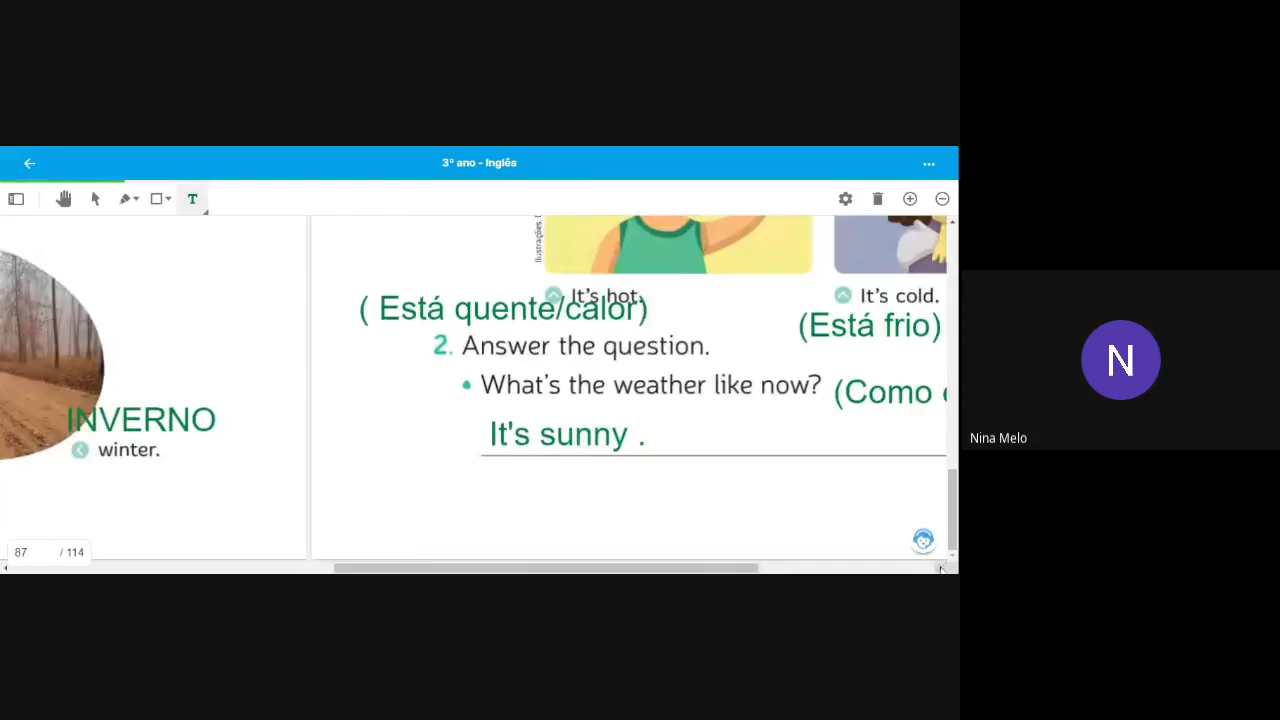 3º ano - Inglês
T
It's hot.
It's cold.
( Está quente/calor)
(Está frio)
2. Answer the question.
• What's the weather like now?
(Como
It's sunny .
INVERNO
winter.
87 / 114
N
Nina Melo